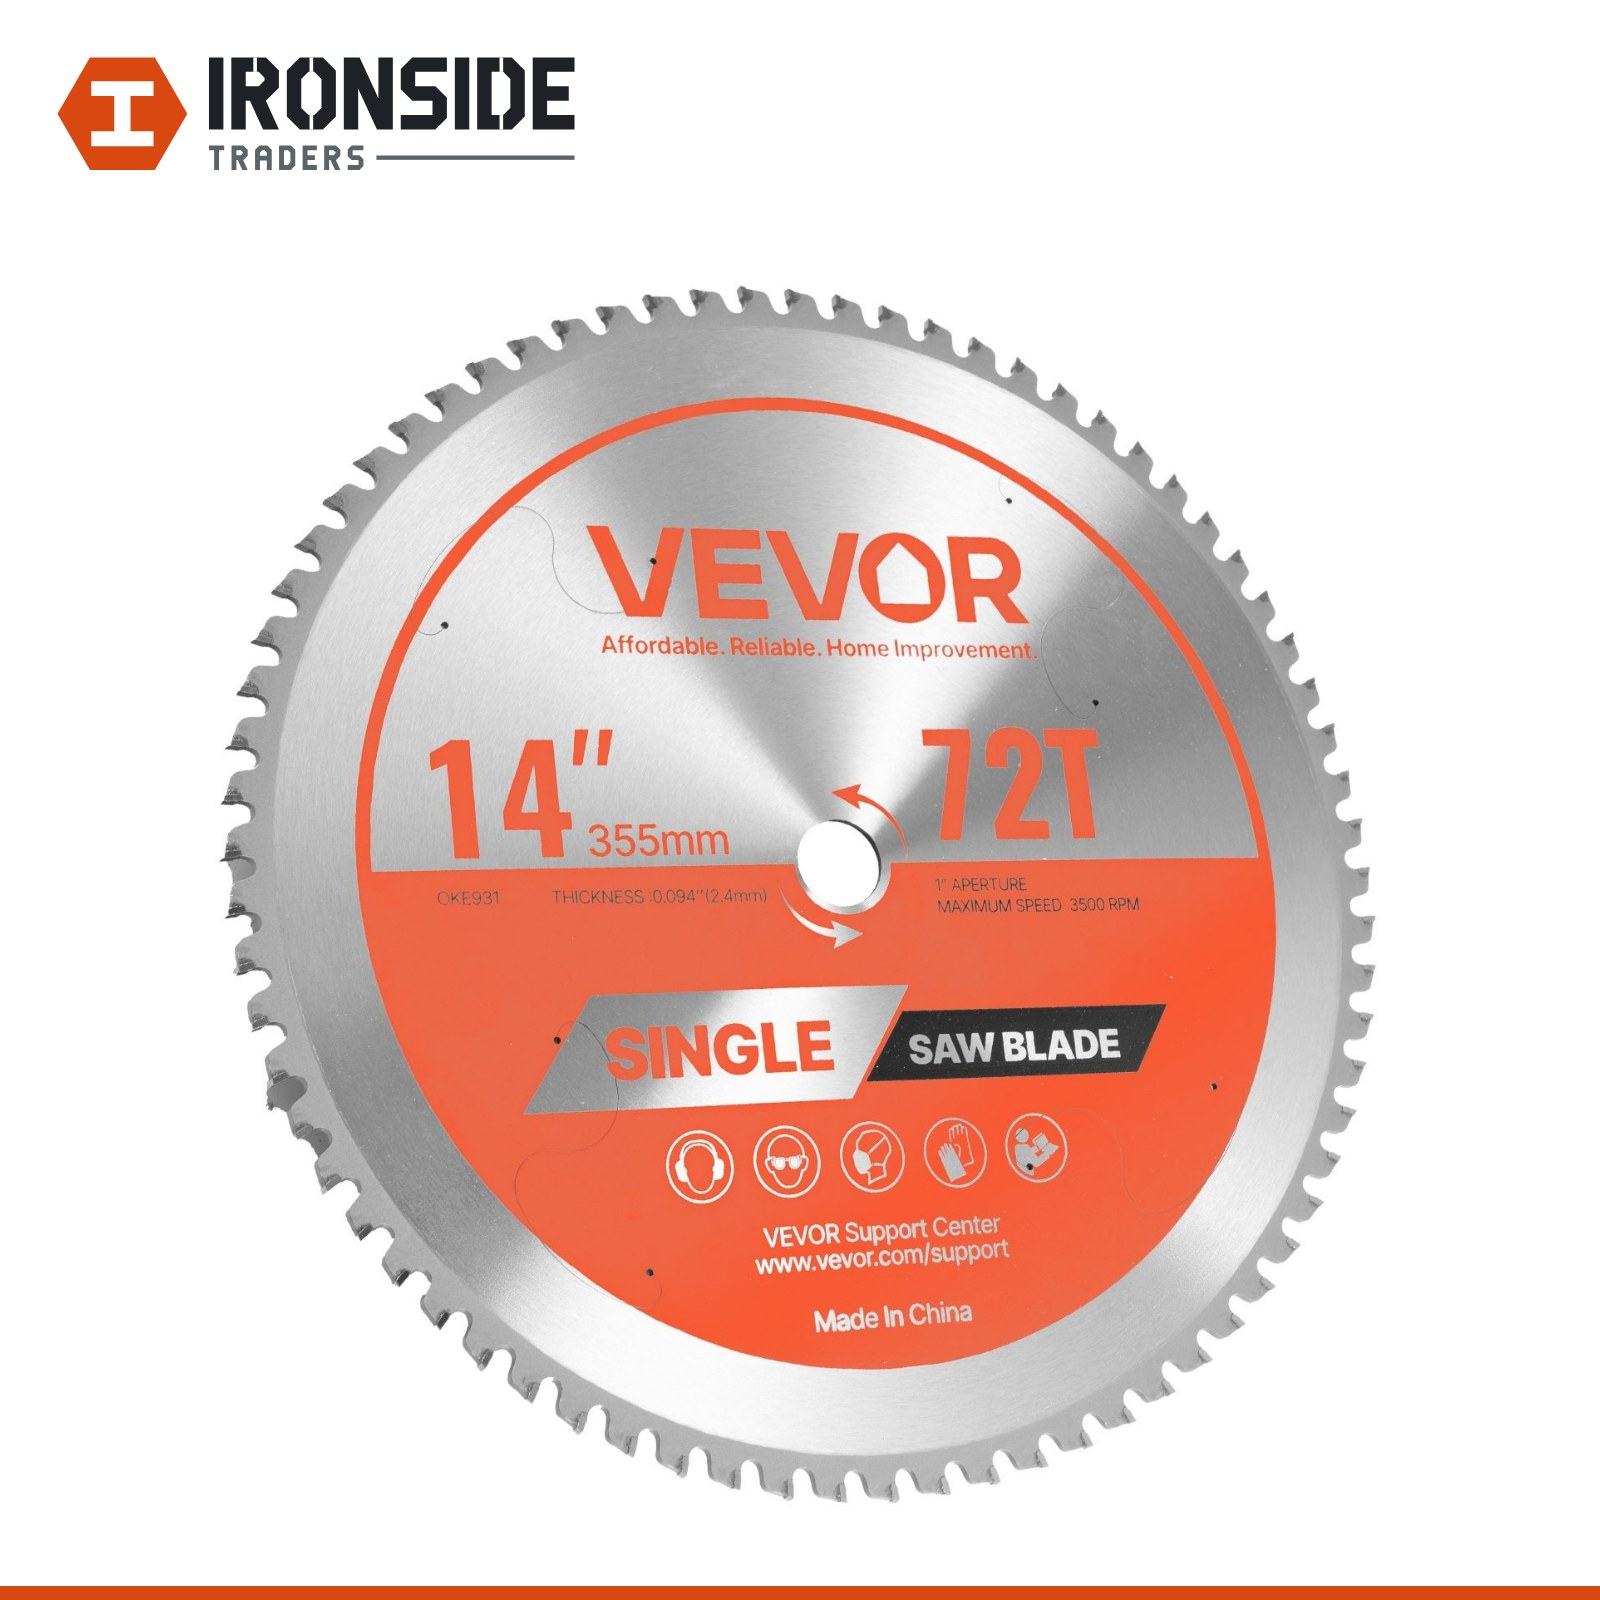 IRONSIDE
TRADERS
VEVOR
Affordable. Reliable. Home Improvement.
14" 72T
355mm
OKE931 THICKNESS :0.094"(2.4mm) 1" APERTURE
MAXIMUM SPEED 3500 RPM
SINGLE SAW BLADE
VEVOR Support Center
www.vevor.com/support
Made In China